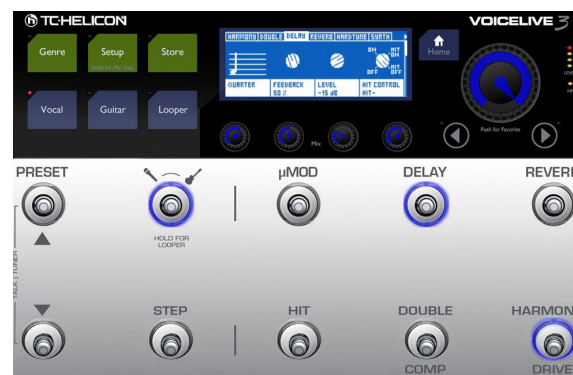 TC·HELICON
VOICELIVE 3
Genre
Setup
Hold for Mic Gain
Store
Vocal
Guitar
Looper
HARMONY DOUBLE DELAY REVERB HARDTUNE SYNTH
ON HIT ON
OFF HIT OFF
QUARTER FEEDBACK LEVEL HIT CONTROL
50 % -15 dB HIT-
Home
Mix
Push for Favorite
PRESET
µMOD
DELAY
REVERB
HOLD FOR
LOOPER
TALK | TUNER
STEP
HIT
DOUBLE
HARMON
COMP
DRIVE